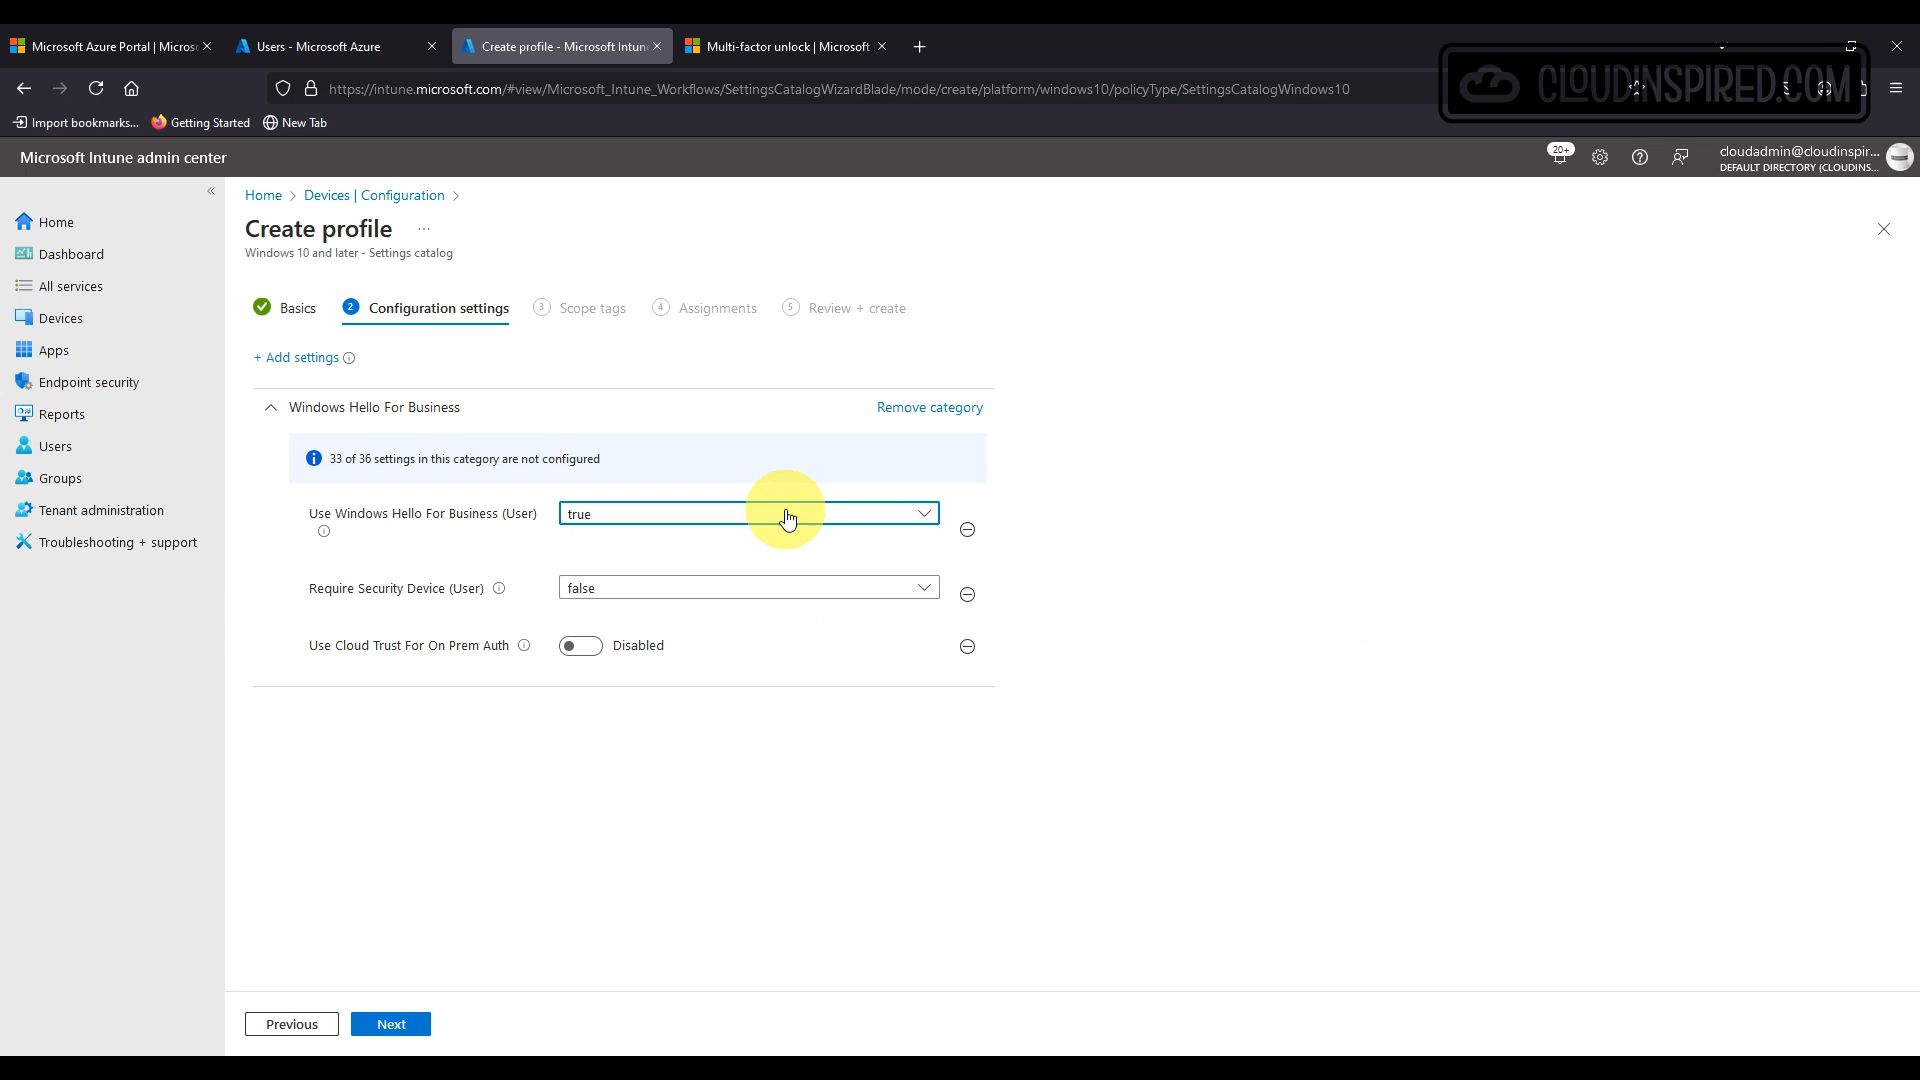 Microsoft Azure Portal | Micros
Users - Microsoft Azure
Create profile - Microsoft Intun
Multi-factor unlock | Microsoft
https://intune.microsoft.com/#view/Microsoft_Intune_Workflows/SettingsCatalogWizardBlade/mode/create/platform/windows10/policyType/SettingsCatalogWindows10
CLOUDINSPIRED.COM
Import bookmarks...
Getting Started
New Tab
Microsoft Intune admin center
20+
cloudadmin@cloudinspir...
DEFAULT DIRECTORY (CLOUDINS...
Home
Dashboard
All services
Devices
Apps
Endpoint security
Reports
Users
Groups
Tenant administration
Troubleshooting + support
Home > Devices | Configuration >
Create profile ...
Windows 10 and later - Settings catalog
Basics
2 Configuration settings
3 Scope tags
4 Assignments
5 Review + create
+ Add settings
Windows Hello For Business
Remove category
33 of 36 settings in this category are not configured
Use Windows Hello For Business (User)
true
Require Security Device (User)
false
Use Cloud Trust For On Prem Auth
Disabled
Previous
Next